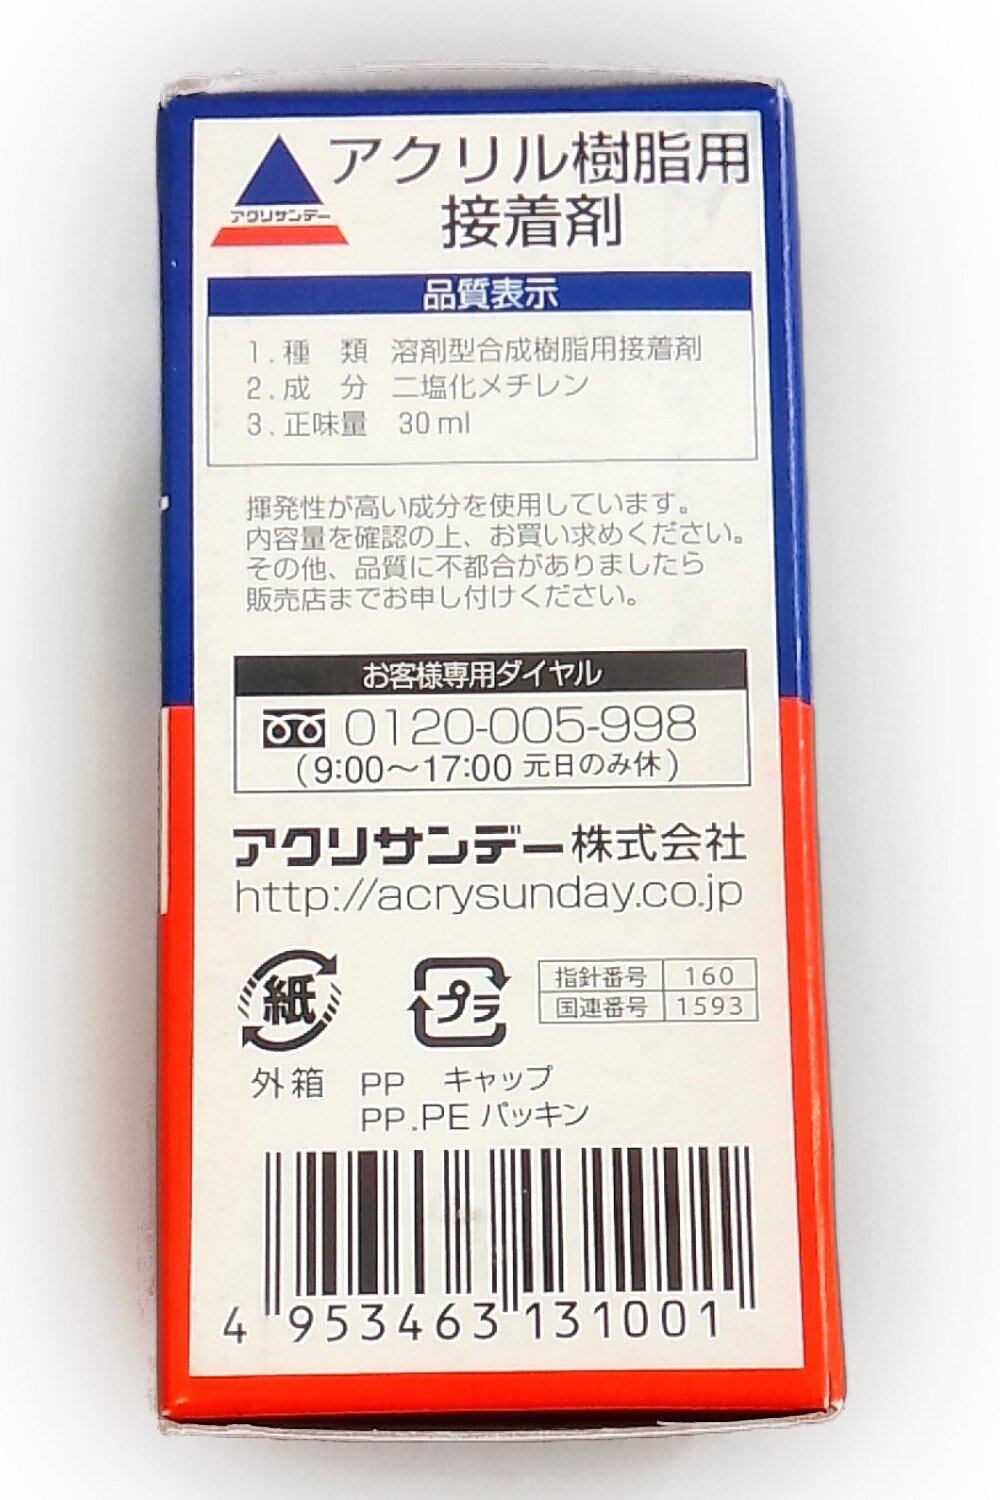 アクリサンデー
アクリル樹脂用
接着剤
品質表示
1.種　類　溶剤型合成樹脂用接着剤
2.成　分　二塩化メチレン
3.正味量　30ml
揮発性が高い成分を使用しています。
内容量を確認の上、お買い求めください。
その他、品質に不都合がありましたら
販売店までお申し付けください。
お客様専用ダイヤル
0120-005-998
(9:00〜17:00 元日のみ休)
アクリサンデー株式会社
http://acrysunday.co.jp
紙　プラ
指針番号　160
国連番号　1593
外箱　PP　キャップ
PP.PE パッキン
4 953463 131001